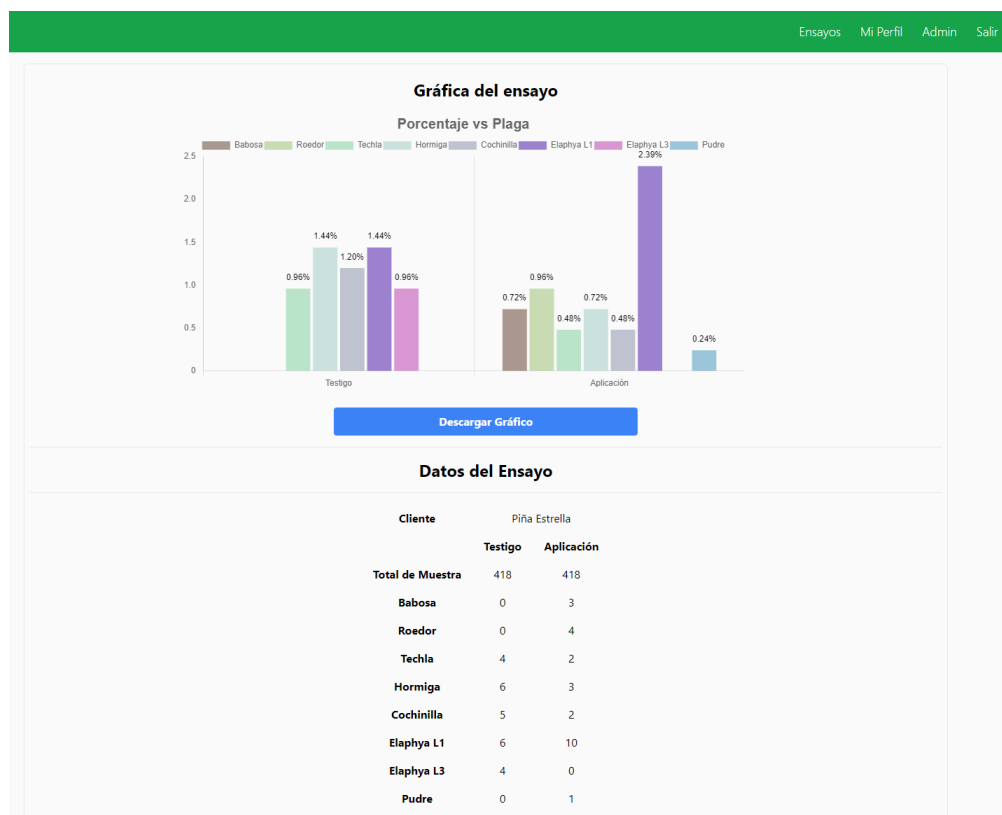 Ensayos Mi Perfil Admin Salir
Gráfica del ensayo
Porcentaje vs Plaga
Babosa Roedor Techla Hormiga Cochinilla Elaphya L1 Elaphya L3 Pudre
2.5
2.39%
2.0
1.44% 1.44%
1.5
1.20%
0.96% 0.96% 0.96%
1.0
0.72% 0.72%
0.48% 0.48%
0.5
0.24%
0
Testigo Aplicación
Descargar Gráfico
Datos del Ensayo
Cliente Piña Estrella
Testigo Aplicación
Total de Muestra 418 418
Babosa 0 3
Roedor 0 4
Techla 4 2
Hormiga 6 3
Cochinilla 5 2
Elaphya L1 6 10
Elaphya L3 4 0
Pudre 0 1